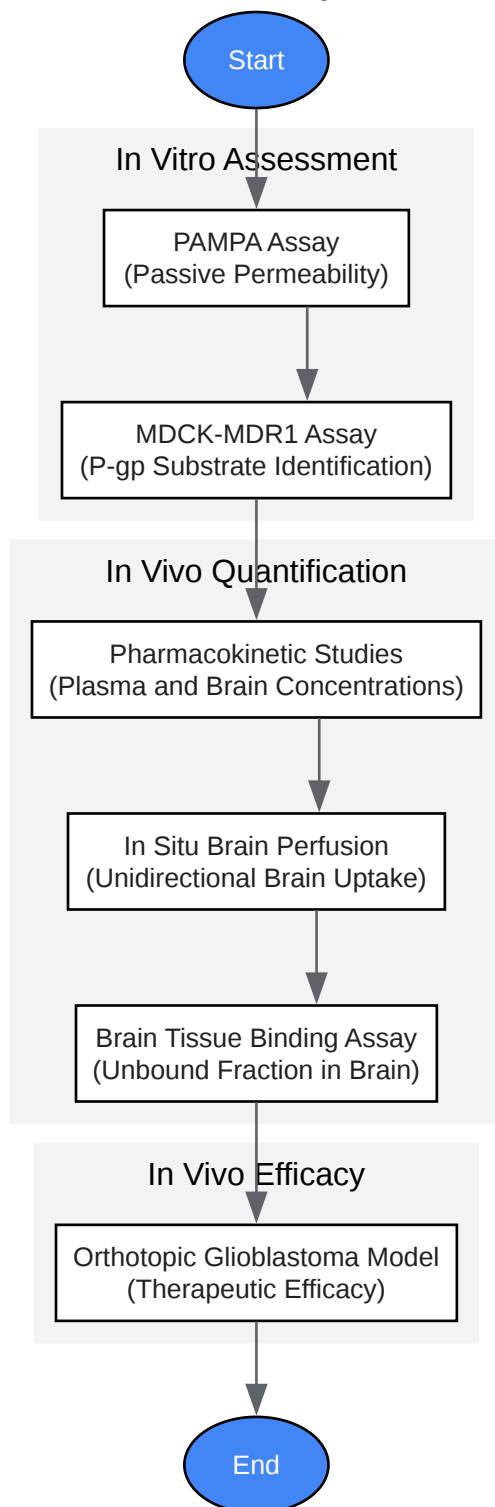 Start
In Vitro Assessment
PAMPA Assay
(Passive Permeability)
MDCK-MDR1 Assay
(P-gp Substrate Identification)
In Vivo Quantification
Pharmacokinetic Studies
(Plasma and Brain Concentrations)
In Situ Brain Perfusion
(Unidirectional Brain Uptake)
Brain Tissue Binding Assay
(Unbound Fraction in Brain)
In Vivo Efficacy
Orthotopic Glioblastoma Model
(Therapeutic Efficacy)
End